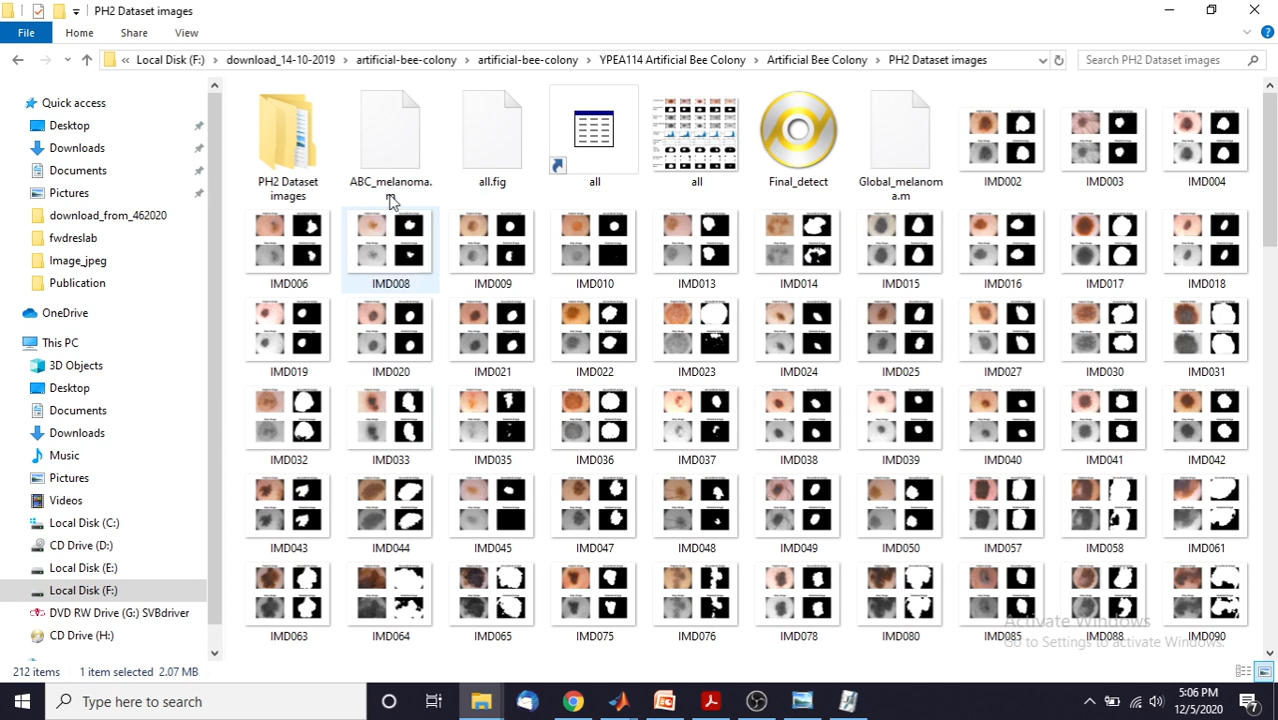 PH2 Dataset images
File Home Share View
« Local Disk (F:) › download_14-10-2019 › artificial-bee-colony › artificial-bee-colony › YPEA114 Artificial Bee Colony › Artificial Bee Colony › PH2 Dataset images
Search PH2 Dataset images
Quick access
Desktop
Downloads
Documents
Pictures
download_from_462020
fwdreslab
Image_jpeg
Publication
OneDrive
This PC
3D Objects
Desktop
Documents
Downloads
Music
Pictures
Videos
Local Disk (C:)
CD Drive (D:)
Local Disk (E:)
Local Disk (F:)
DVD RW Drive (G:) SVBdriver
CD Drive (H:)
PH2 Dataset images
ABC_melanoma.m
all.fig
all
all
Final_detect
Global_melanoma.m
IMD002 IMD003 IMD004
IMD006 IMD008 IMD009 IMD010 IMD013 IMD014 IMD015 IMD016 IMD017 IMD018
IMD019 IMD020 IMD021 IMD022 IMD023 IMD024 IMD025 IMD027 IMD030 IMD031
IMD032 IMD033 IMD035 IMD036 IMD037 IMD038 IMD039 IMD040 IMD041 IMD042
IMD043 IMD044 IMD045 IMD047 IMD048 IMD049 IMD050 IMD057 IMD058 IMD061
IMD063 IMD064 IMD065 IMD075 IMD076 IMD078 IMD080 IMD085 IMD088 IMD090
Activate Windows
Go to Settings to activate Windows.
212 items 1 item selected 2.07 MB
Type here to search
5:06 PM
12/5/2020
7